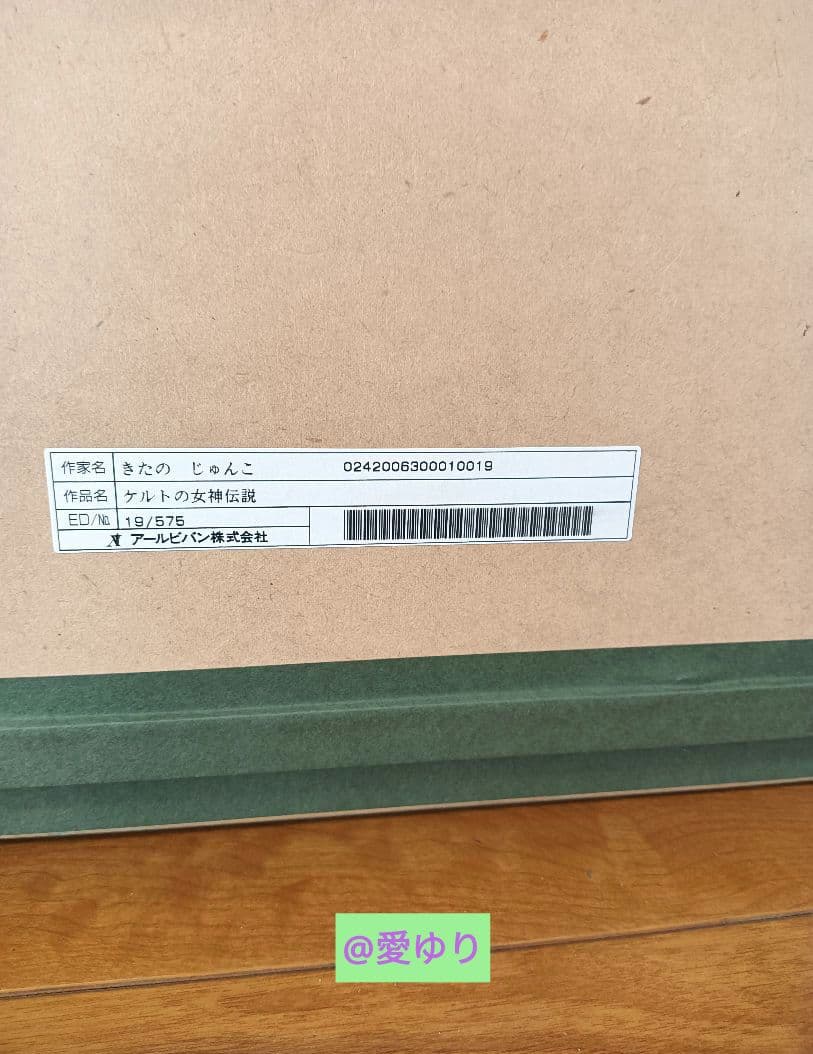 作家名 きたの じゅんこ 0242006300010019
作品名 ケルトの女神伝説
ED/№ 19/575
アールビバン株式会社
@愛ゆり